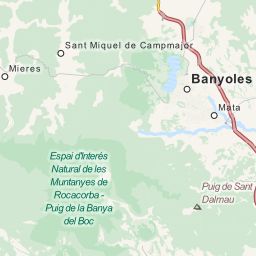 Sant Miquel de Campmajor
Mieres
Banyoles
Mata
Espai d'Interès
Natural de les
Muntanyes de
Rocacorba -
Puig de la Banya
del Boc
Puig de Sant
Dalmau